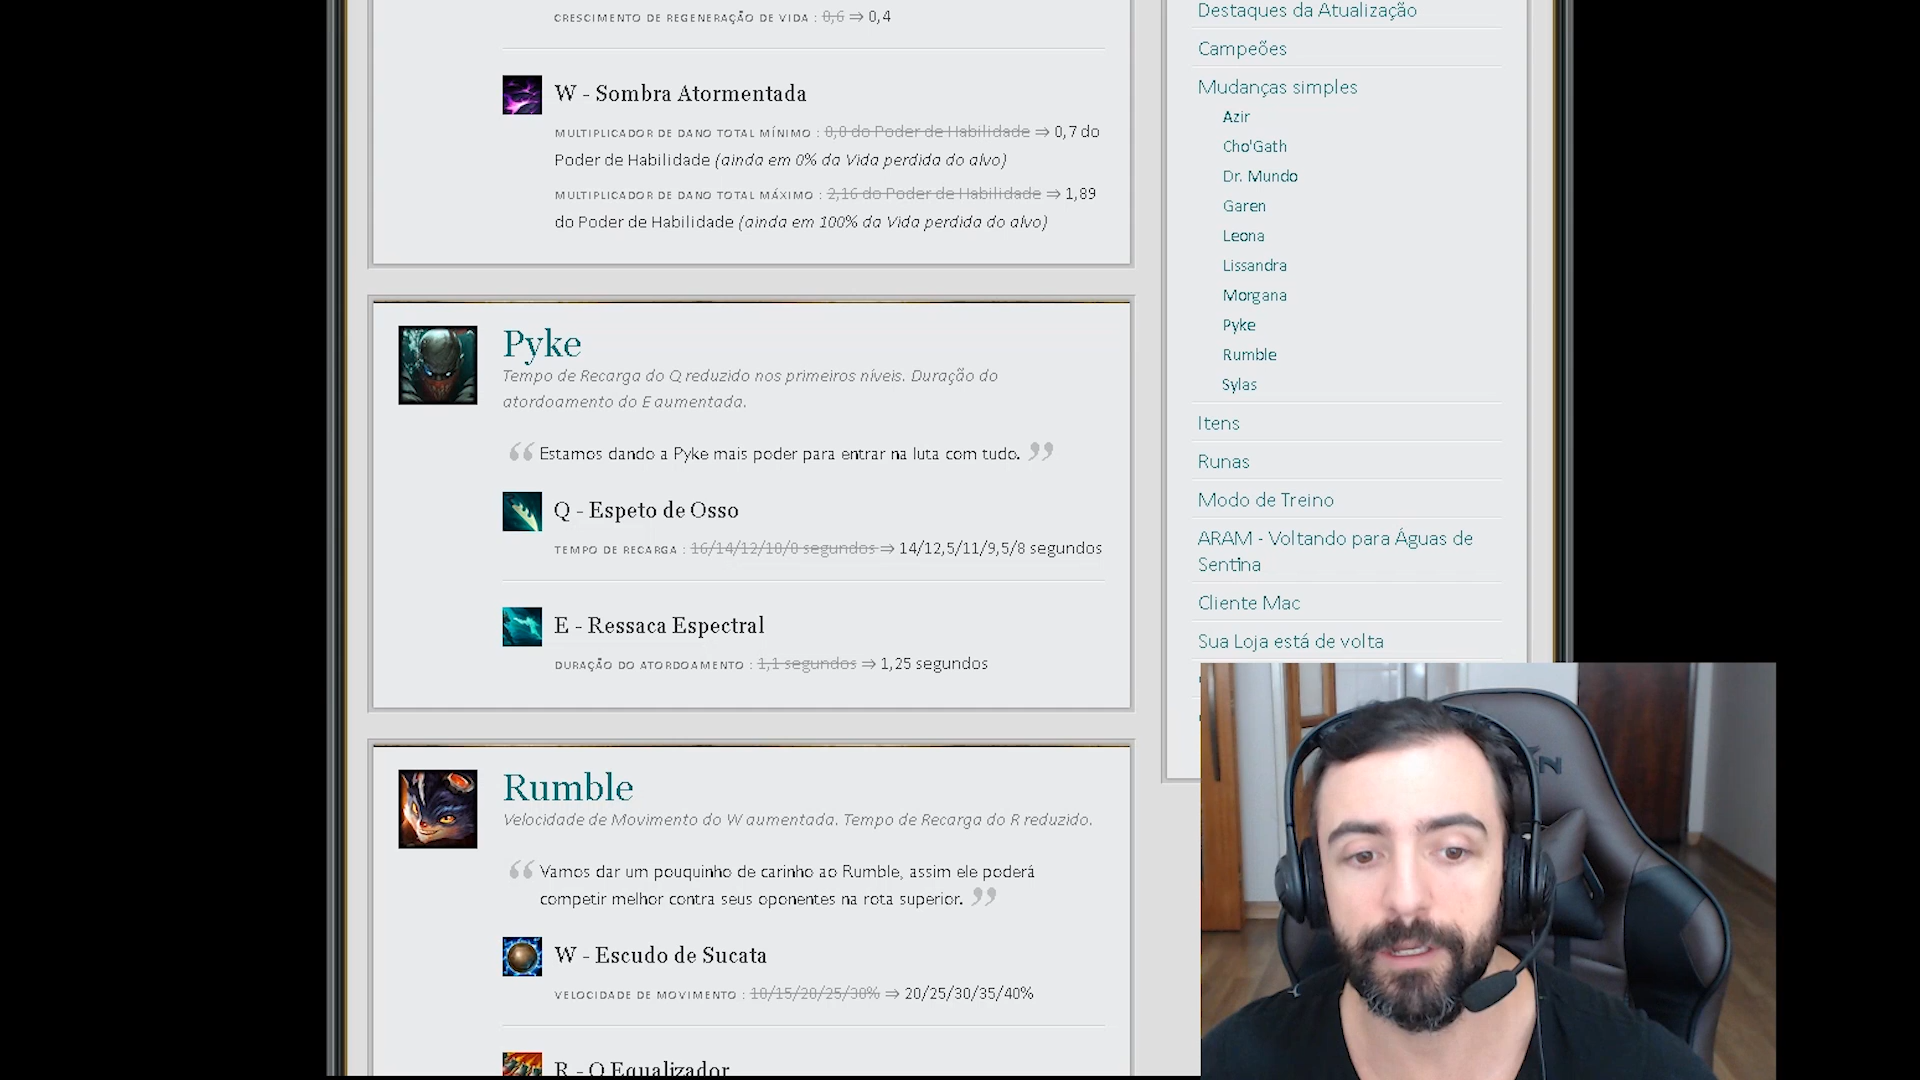 CRESCIMENTO DE REGENERAÇÃO DE VIDA : 0,6 ⇒ 0,4
W - Sombra Atormentada
MULTIPLICADOR DE DANO TOTAL MÍNIMO : 0,8 do Poder de Habilidade ⇒ 0,7 do
Poder de Habilidade (ainda em 0% da Vida perdida do alvo)
MULTIPLICADOR DE DANO TOTAL MÁXIMO : 2,16 do Poder de Habilidade ⇒ 1,89
do Poder de Habilidade (ainda em 100% da Vida perdida do alvo)
Pyke
Tempo de Recarga do Q reduzido nos primeiros níveis. Duração do
atordoamento do E aumentada.
“ Estamos dando a Pyke mais poder para entrar na luta com tudo. ”
Q - Espeto de Osso
TEMPO DE RECARGA : 16/14/12/10/8 segundos ⇒ 14/12,5/11/9,5/8 segundos
E - Ressaca Espectral
DURAÇÃO DO ATORDOAMENTO : 1,1 segundos ⇒ 1,25 segundos
Rumble
Velocidade de Movimento do W aumentada. Tempo de Recarga do R reduzido.
“ Vamos dar um pouquinho de carinho ao Rumble, assim ele poderá
competir melhor contra seus oponentes na rota superior. ”
W - Escudo de Sucata
VELOCIDADE DE MOVIMENTO : 10/15/20/25/30% ⇒ 20/25/30/35/40%
R - O Equalizador
Destaques da Atualização
Campeões
Mudanças simples
Azir
Cho'Gath
Dr. Mundo
Garen
Leona
Lissandra
Morgana
Pyke
Rumble
Sylas
Itens
Runas
Modo de Treino
ARAM - Voltando para Águas de
Sentina
Cliente Mac
Sua Loja está de volta